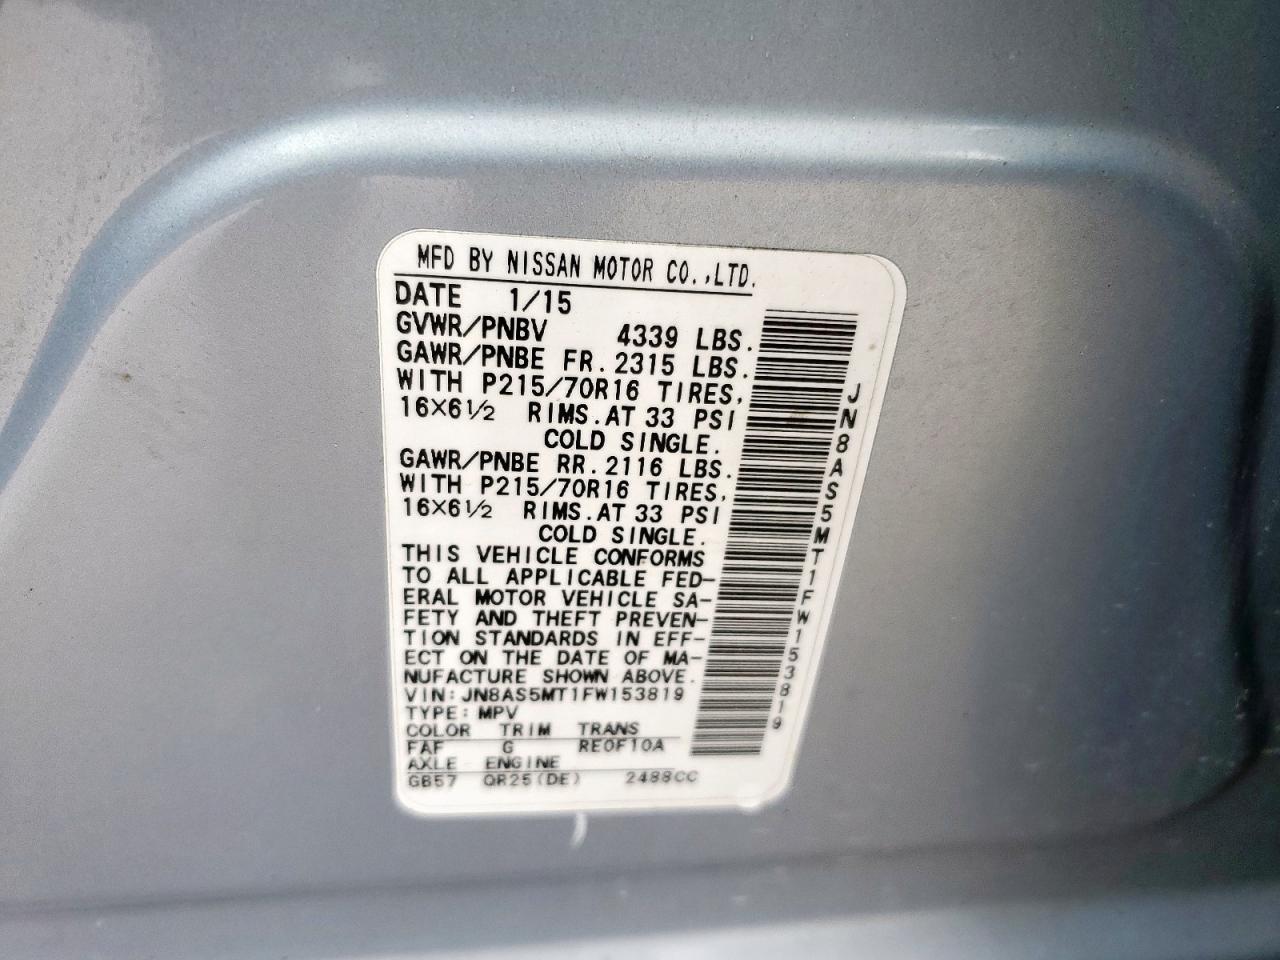 MFD BY NISSAN MOTOR CO.,LTD.
DATE 1/15
GVWR/PNBV 4339 LBS.
GAWR/PNBE FR. 2315 LBS.
WITH P215/70R16 TIRES,
16×6½ RIMS.AT 33 PSI
COLD SINGLE.
GAWR/PNBE RR. 2116 LBS.
WITH P215/70R16 TIRES,
16×6½ RIMS.AT 33 PSI
COLD SINGLE.
THIS VEHICLE CONFORMS
TO ALL APPLICABLE FED-
ERAL MOTOR VEHICLE SA-
FETY AND THEFT PREVEN-
TION STANDARDS IN EFF-
ECT ON THE DATE OF MA-
NUFACTURE SHOWN ABOVE.
VIN: JN8AS5MT1FW153819
TYPE: MPV
COLOR TRIM TRANS
FAF G RE0F10A
AXLE ENGINE
GB57 QR25(DE) 2488CC
JN8AS5MT1FW153819